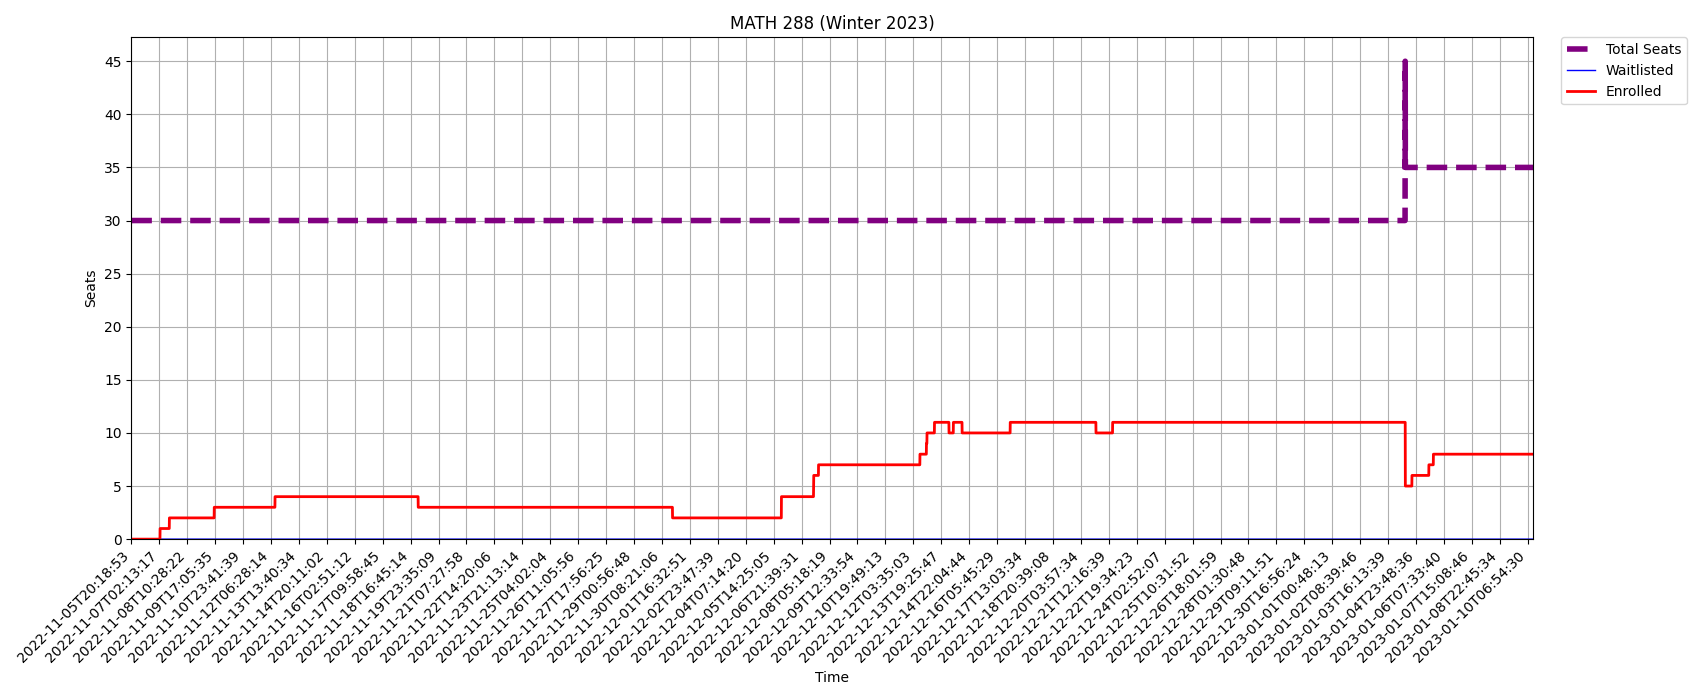 MATH 288 (Winter 2023)
Total Seats
Waitlisted
Enrolled
Seats
45
40
35
30
25
20
15
10
5
0
2022-11-05T20:18:53
2022-11-07T02:13:17
2022-11-08T10:28:22
2022-11-09T17:05:35
2022-11-10T23:41:39
2022-11-12T06:28:14
2022-11-13T13:40:34
2022-11-14T20:11:02
2022-11-16T02:51:12
2022-11-17T09:58:45
2022-11-18T16:45:14
2022-11-19T23:35:09
2022-11-21T07:27:58
2022-11-22T14:20:06
2022-11-23T21:13:14
2022-11-25T04:02:04
2022-11-26T11:05:56
2022-11-27T17:56:25
2022-11-29T00:56:48
2022-11-30T08:21:06
2022-12-01T16:32:51
2022-12-02T23:47:39
2022-12-04T07:14:20
2022-12-05T14:25:05
2022-12-06T21:39:31
2022-12-08T05:18:19
2022-12-09T12:33:54
2022-12-10T19:49:13
2022-12-12T03:35:03
2022-12-13T19:25:47
2022-12-14T22:04:44
2022-12-16T05:45:29
2022-12-17T13:03:34
2022-12-18T20:39:08
2022-12-20T03:57:34
2022-12-21T12:16:39
2022-12-22T19:34:23
2022-12-24T02:52:07
2022-12-25T10:31:52
2022-12-26T18:01:59
2022-12-28T01:30:48
2022-12-29T09:11:51
2022-12-30T16:56:24
2023-01-01T00:48:13
2023-01-02T08:39:46
2023-01-03T16:13:39
2023-01-04T23:48:36
2023-01-06T07:33:40
2023-01-07T15:08:46
2023-01-08T22:45:34
2023-01-10T06:54:30
Time